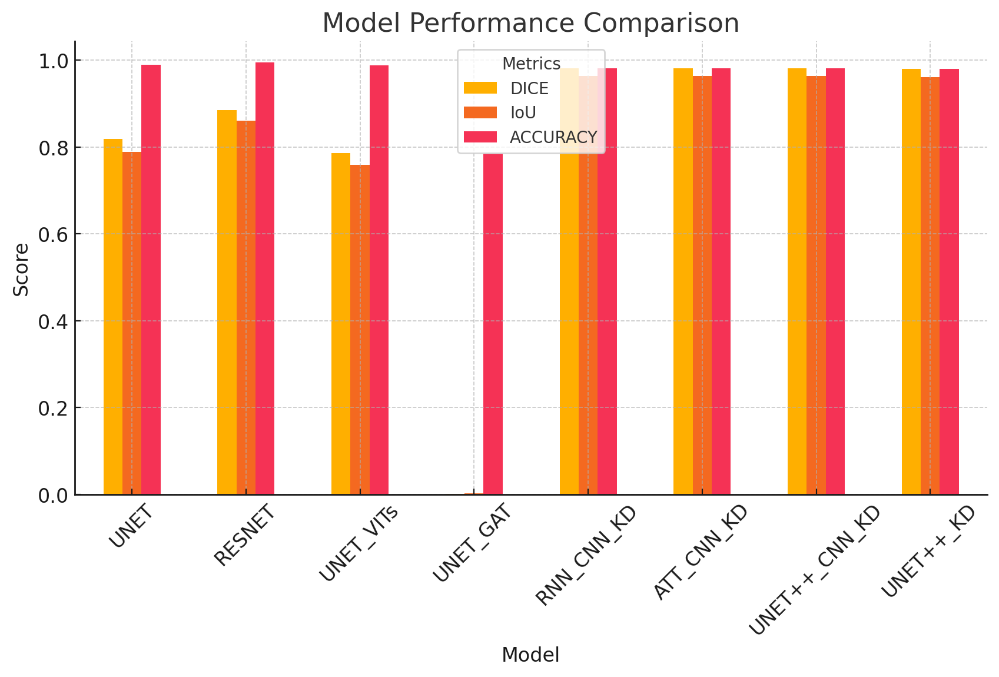 Model Performance Comparison
Metrics
DICE
IoU
ACCURACY
1.0
0.8
0.6
0.4
0.2
0.0
Score
UNET
RESNET
UNET_VITs
UNET_GAT
RNN_CNN_KD
ATT_CNN_KD
UNET++_CNN_KD
UNET++_KD
Model